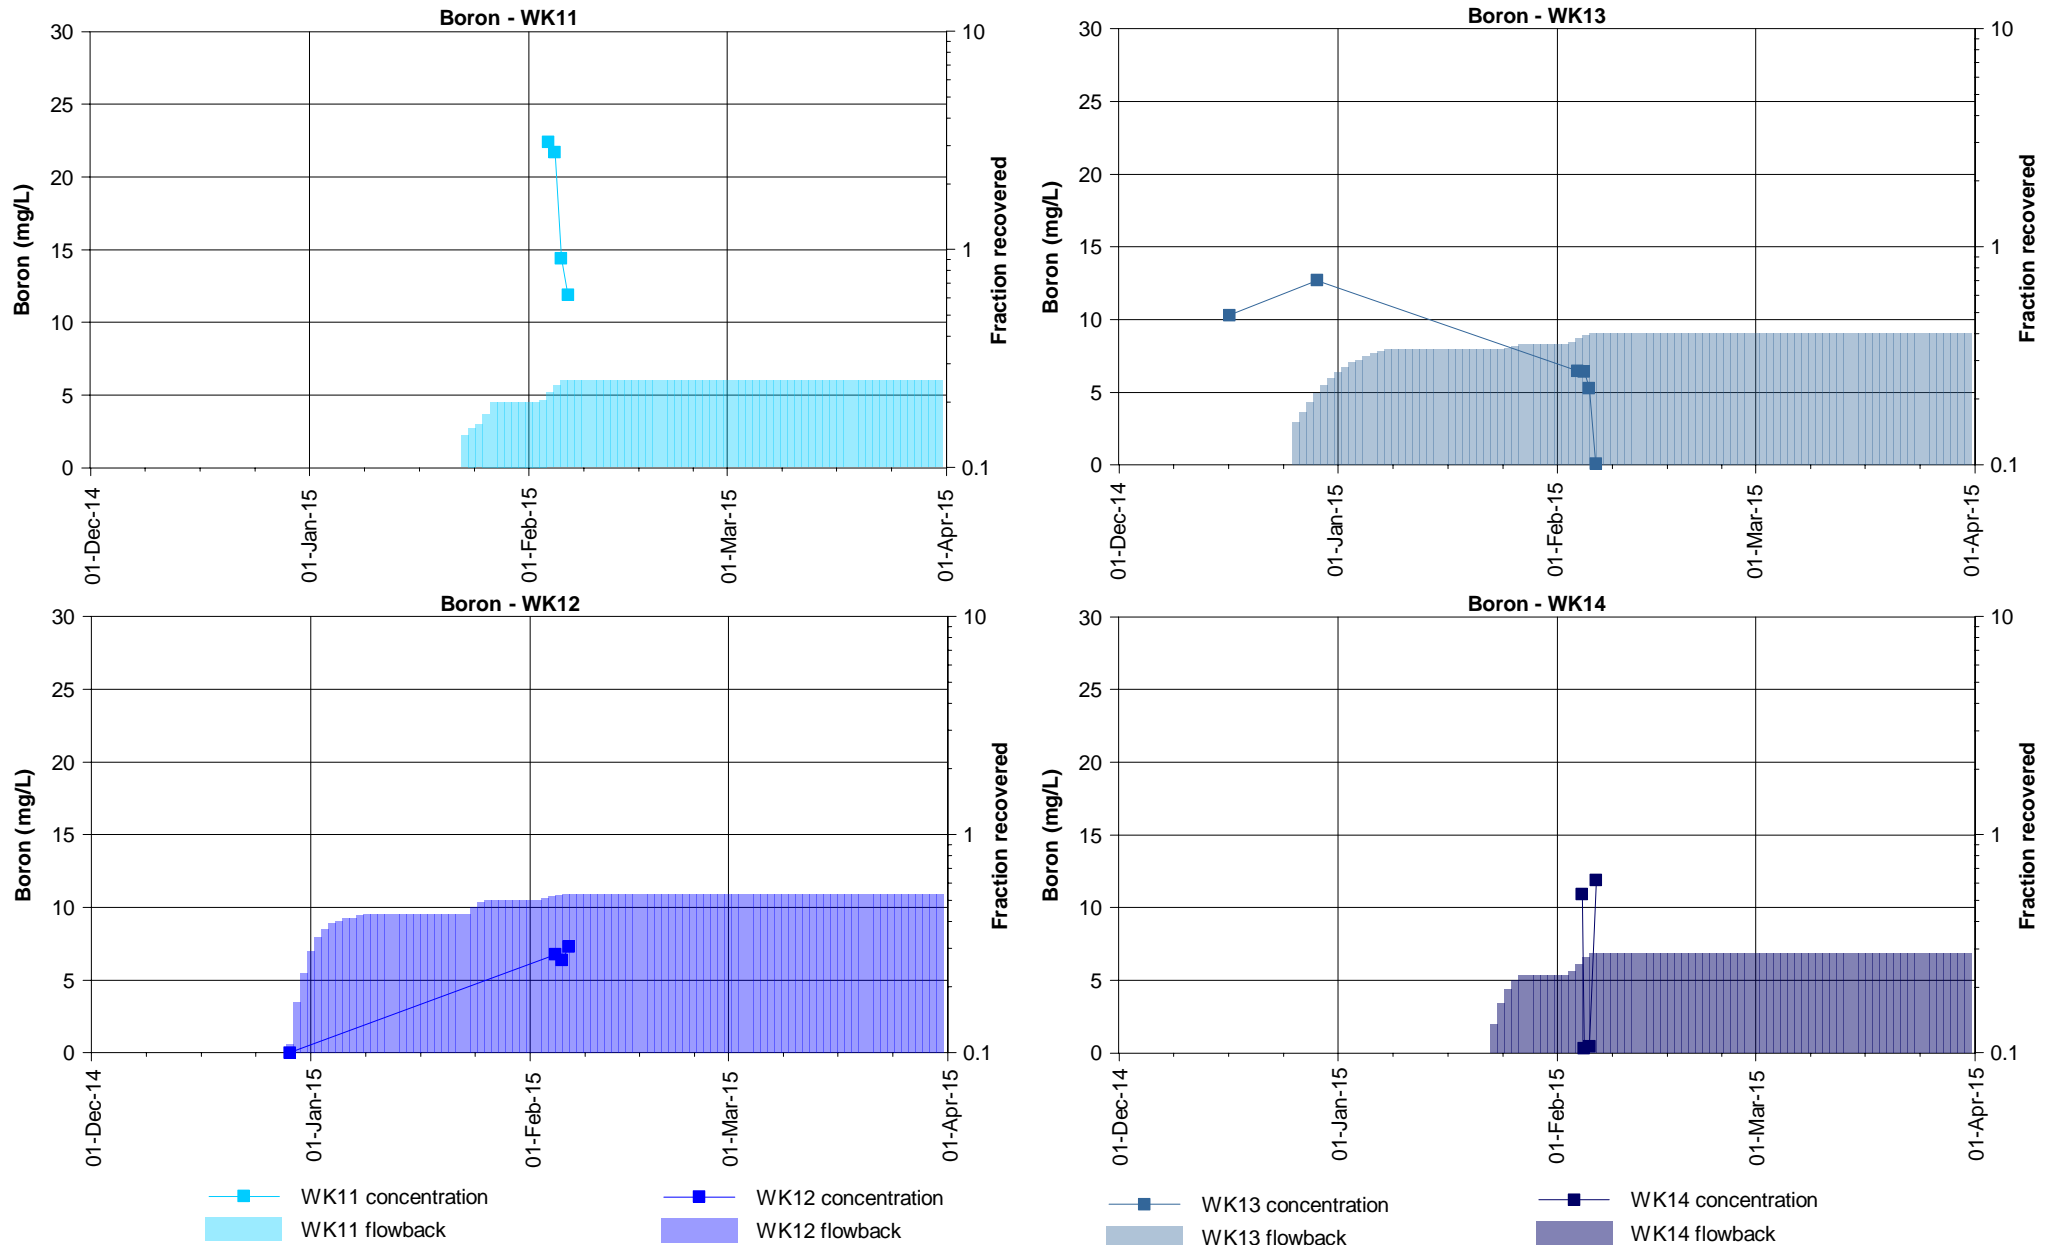 Boron - WK11
30
25
20
15
10
5
0
Boron (mg/L)
10
1
0.1
Fraction recovered
01-Dec-14
01-Jan-15
01-Feb-15
01-Mar-15
01-Apr-15
Boron - WK13
30
25
20
15
10
5
0
Boron (mg/L)
10
1
0.1
Fraction recovered
01-Dec-14
01-Jan-15
01-Feb-15
01-Mar-15
01-Apr-15
Boron - WK12
30
25
20
15
10
5
0
Boron (mg/L)
10
1
0.1
Fraction recovered
01-Dec-14
01-Jan-15
01-Feb-15
01-Mar-15
01-Apr-15
Boron - WK14
30
25
20
15
10
5
0
Boron (mg/L)
10
1
0.1
Fraction recovered
01-Dec-14
01-Jan-15
01-Feb-15
01-Mar-15
01-Apr-15
WK11 concentration
WK11 flowback
WK12 concentration
WK12 flowback
WK13 concentration
WK13 flowback
WK14 concentration
WK14 flowback